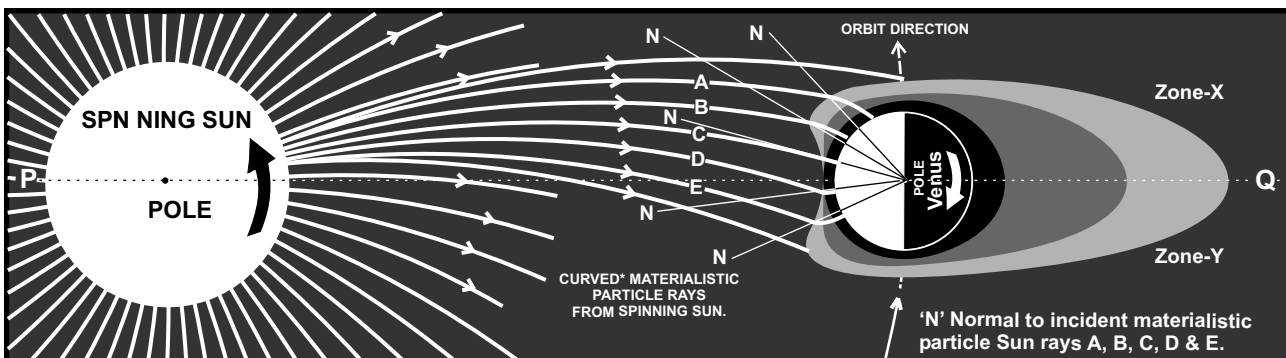 ORBIT DIRECTION
N
N
SPN NING SUN
A
Zone-X
B
N
C
D
P
E
POLE
Venus
Q
POLE
N
N
Zone-Y
CURVED* MATERIALISTIC
PARTICLE RAYS
FROM SPINNING SUN.
‘N’ Normal to incident materialistic
particle Sun rays A, B, C, D & E.